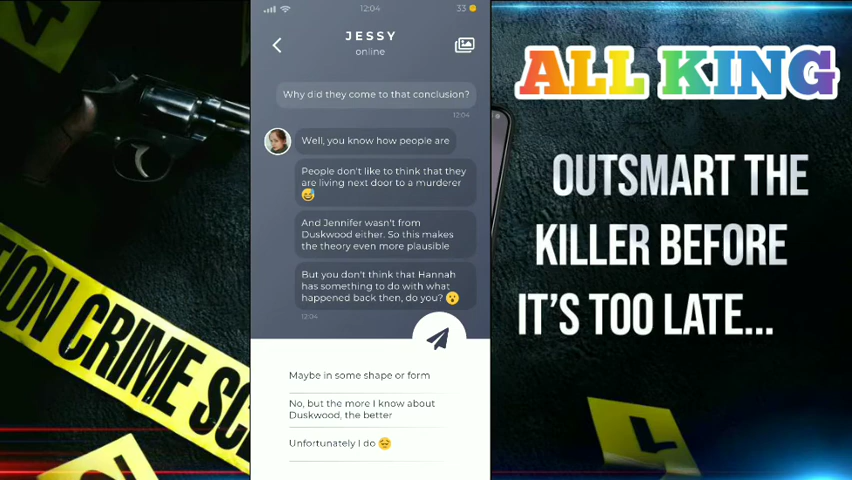 12:04
33
JESSY
online
Why did they come to that conclusion?
12:04
Well, you know how people are
People don't like to think that they
are living next door to a murderer
😅
And Jennifer wasn't from
Duskwood either. So this makes
the theory even more plausible
But you don't think that Hannah
has something to do with what
happened back then, do you? 😮
12:04
Maybe in some shape or form
No, but the more I know about
Duskwood, the better
Unfortunately I do 😔
ALL KING
OUTSMART THE
KILLER BEFORE
IT'S TOO LATE...
4
ION CRIME SC
L